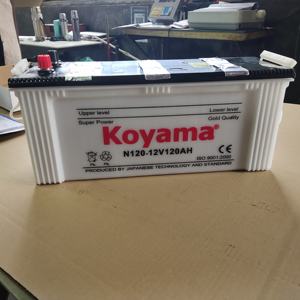 Upper level Lower level
Super Power Gold Quality
Koyama®
N120-12V120AH
CE
ISO 9001:2000
PRODUCED BY JAPANESE TECHNOLOGY AND STANDARD